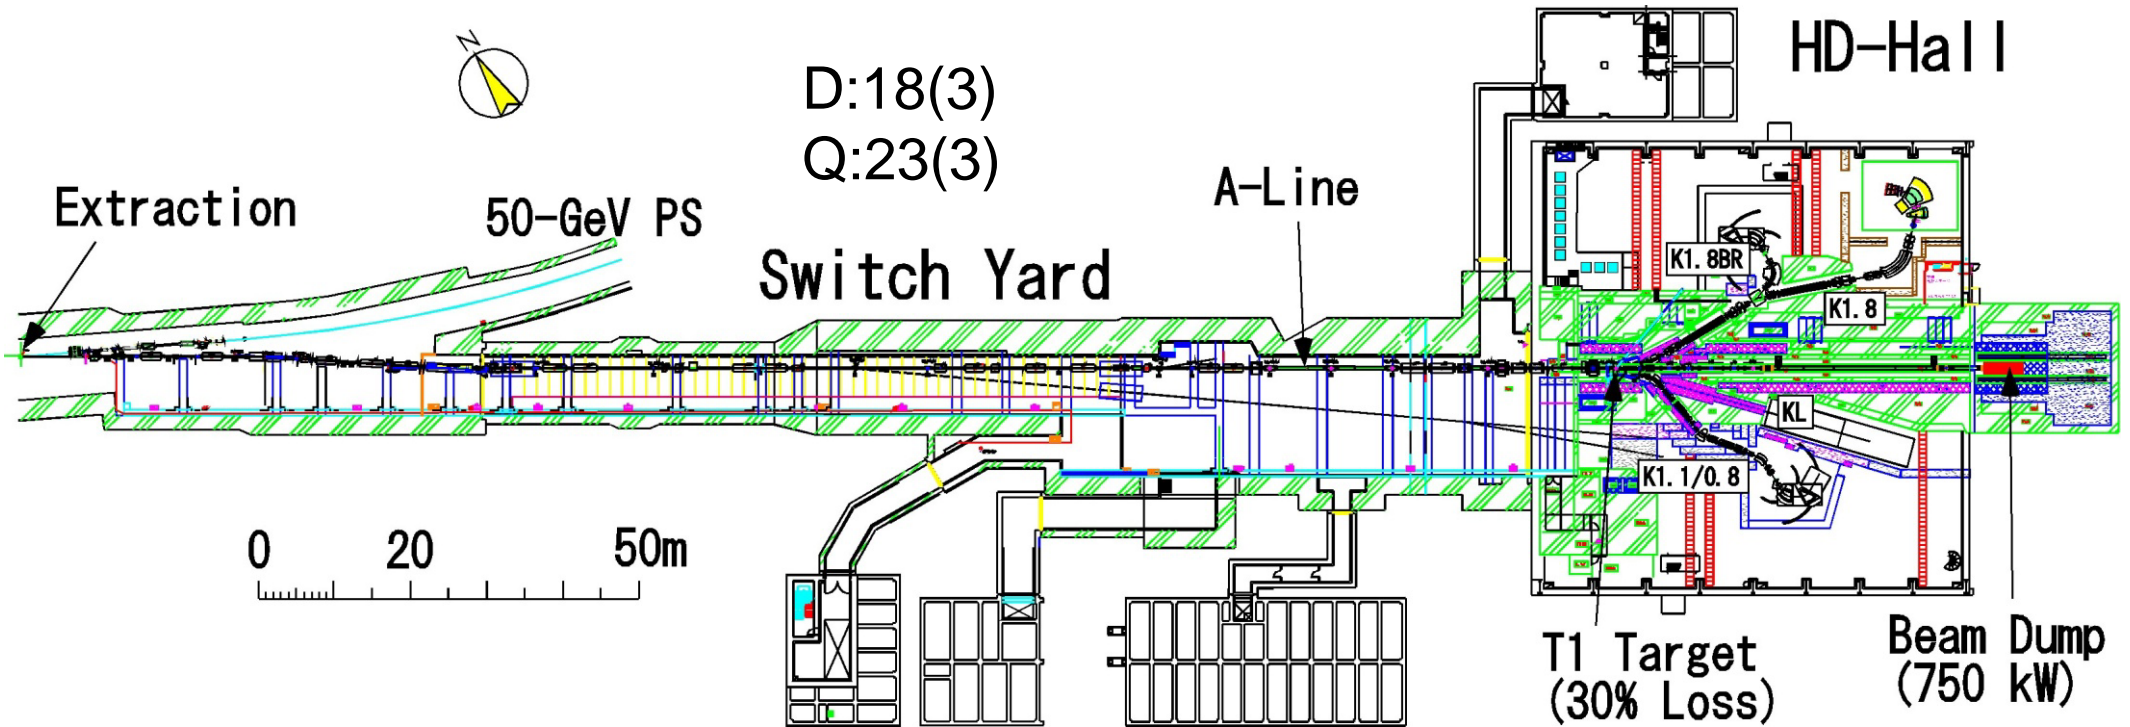 N
D:18(3)
Q:23(3)
HD-Hall
Extraction
50-GeV PS
A-Line
Switch Yard
K1.8BR
K1.8
KL
K1.1/0.8
0 20 50m
T1 Target
(30% Loss)
Beam Dump
(750 kW)